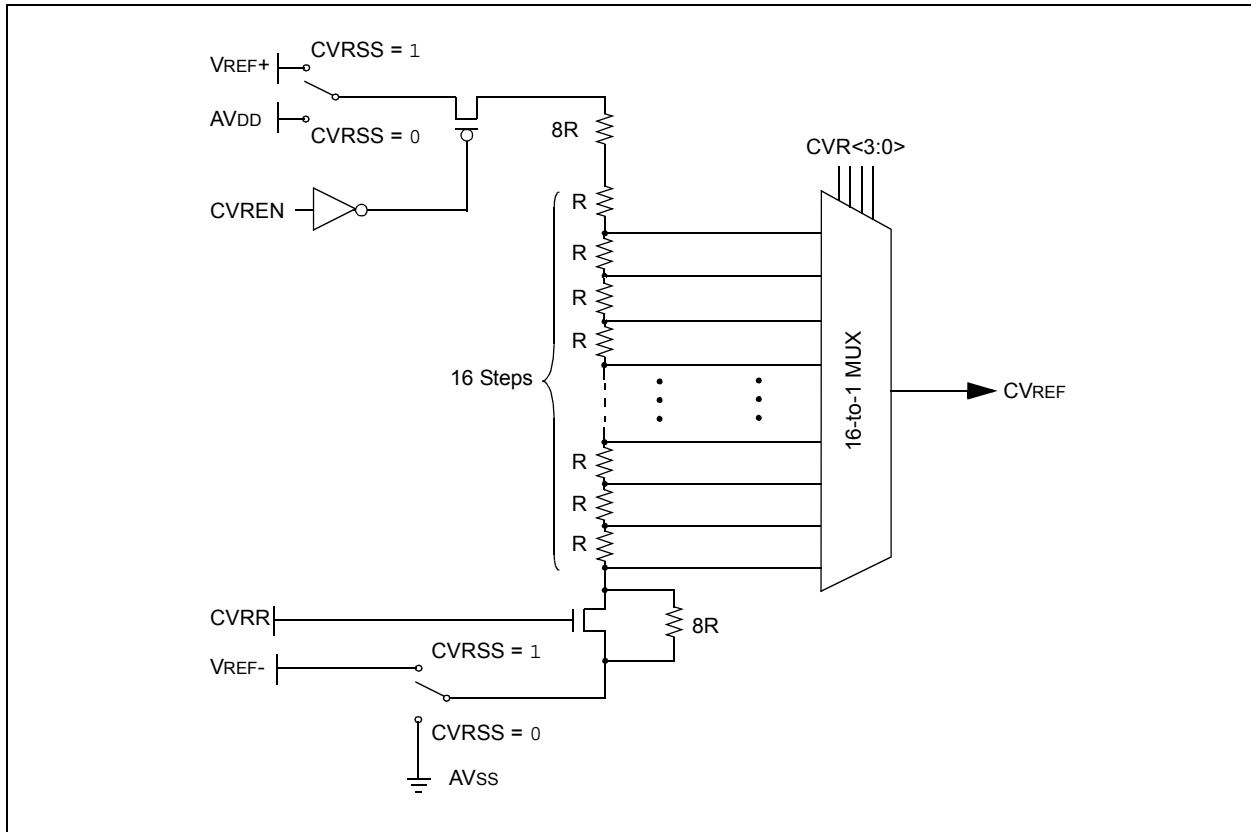 CVRSS = 1
VREF+
AVDD
CVRSS = 0
8R
CVR<3:0>
CVREN
R
R
R
R
16 Steps
16-to-1 MUX
CVREF
R
R
R
CVRR
8R
CVRSS = 1
VREF-
CVRSS = 0
AVSS